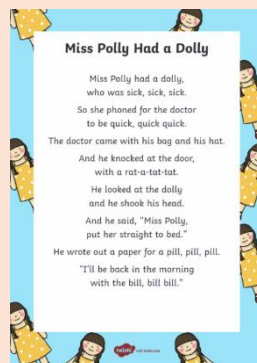 Miss Polly Had a Dolly
Miss Polly had a dolly,
who was sick, sick, sick.
So she phoned for the doctor
to be quick, quick quick.
The doctor came with his bag and his hat.
And he knocked at the door,
with a rat-a-tat-tat.
He looked at the dolly
and he shook his head.
And he said, "Miss Polly,
put her straight to bed."
He wrote out a paper for a pill, pill, pill.
"I'll be back in the morning
with the bill, bill bill."
twinkl